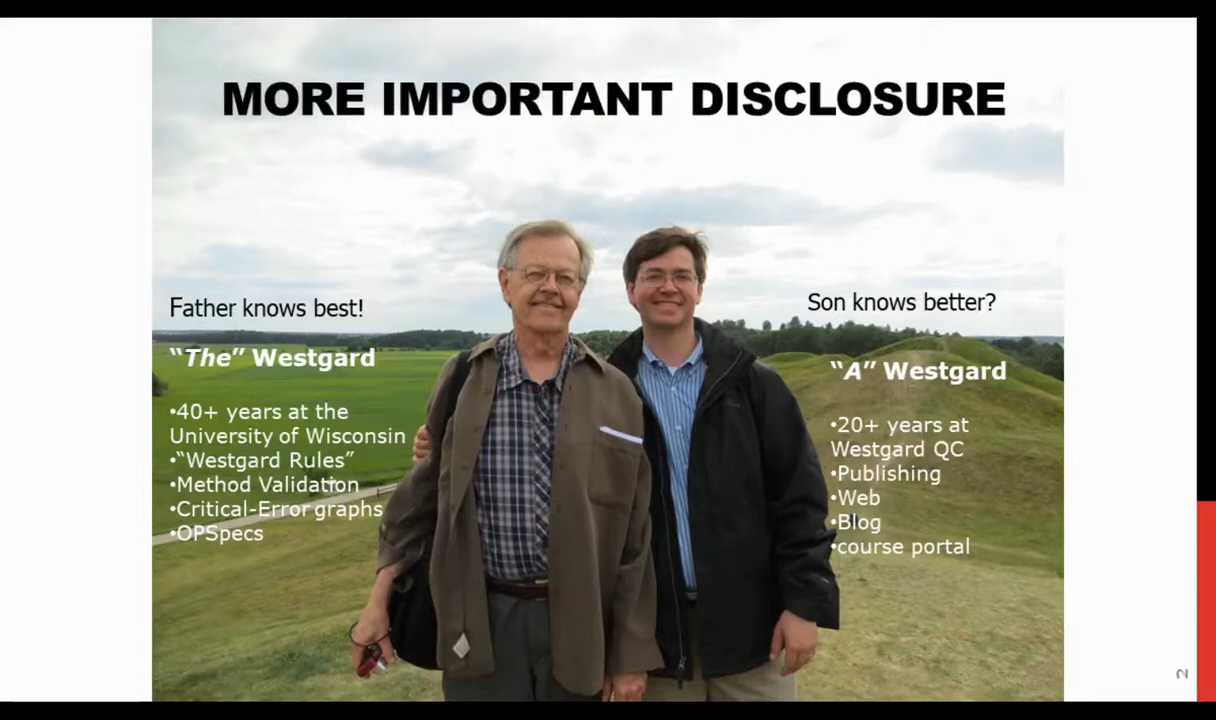 MORE IMPORTANT DISCLOSURE
Father knows best!
“The” Westgard
•40+ years at the
University of Wisconsin
•“Westgard Rules”
•Method Validation
•Critical-Error graphs
•OPSpecs
Son knows better?
“A” Westgard
•20+ years at
Westgard QC
•Publishing
•Web
•Blog
•course portal
2